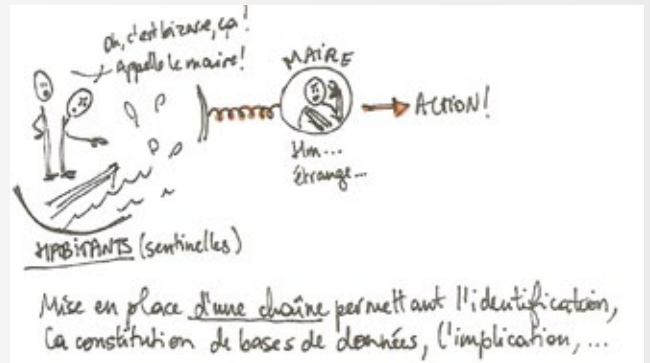 Oh, c'est bizarre, ça !
Appelle le maire !
MAIRE
ACTION !
Hm...
étrange...
HABITANTS (sentinelles)
Mise en place d'une chaîne permettant l'identification,
la constitution de bases de données, l'implication, ...